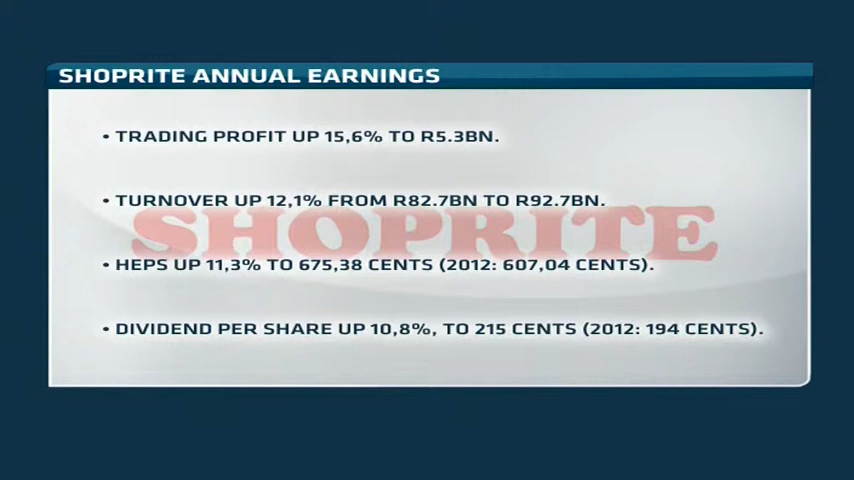 SHOPRITE ANNUAL EARNINGS
• TRADING PROFIT UP 15,6% TO R5.3BN.
• TURNOVER UP 12,1% FROM R82.7BN TO R92.7BN.
SHOPRITE
• HEPS UP 11,3% TO 675,38 CENTS (2012: 607,04 CENTS).
• DIVIDEND PER SHARE UP 10,8%, TO 215 CENTS (2012: 194 CENTS).